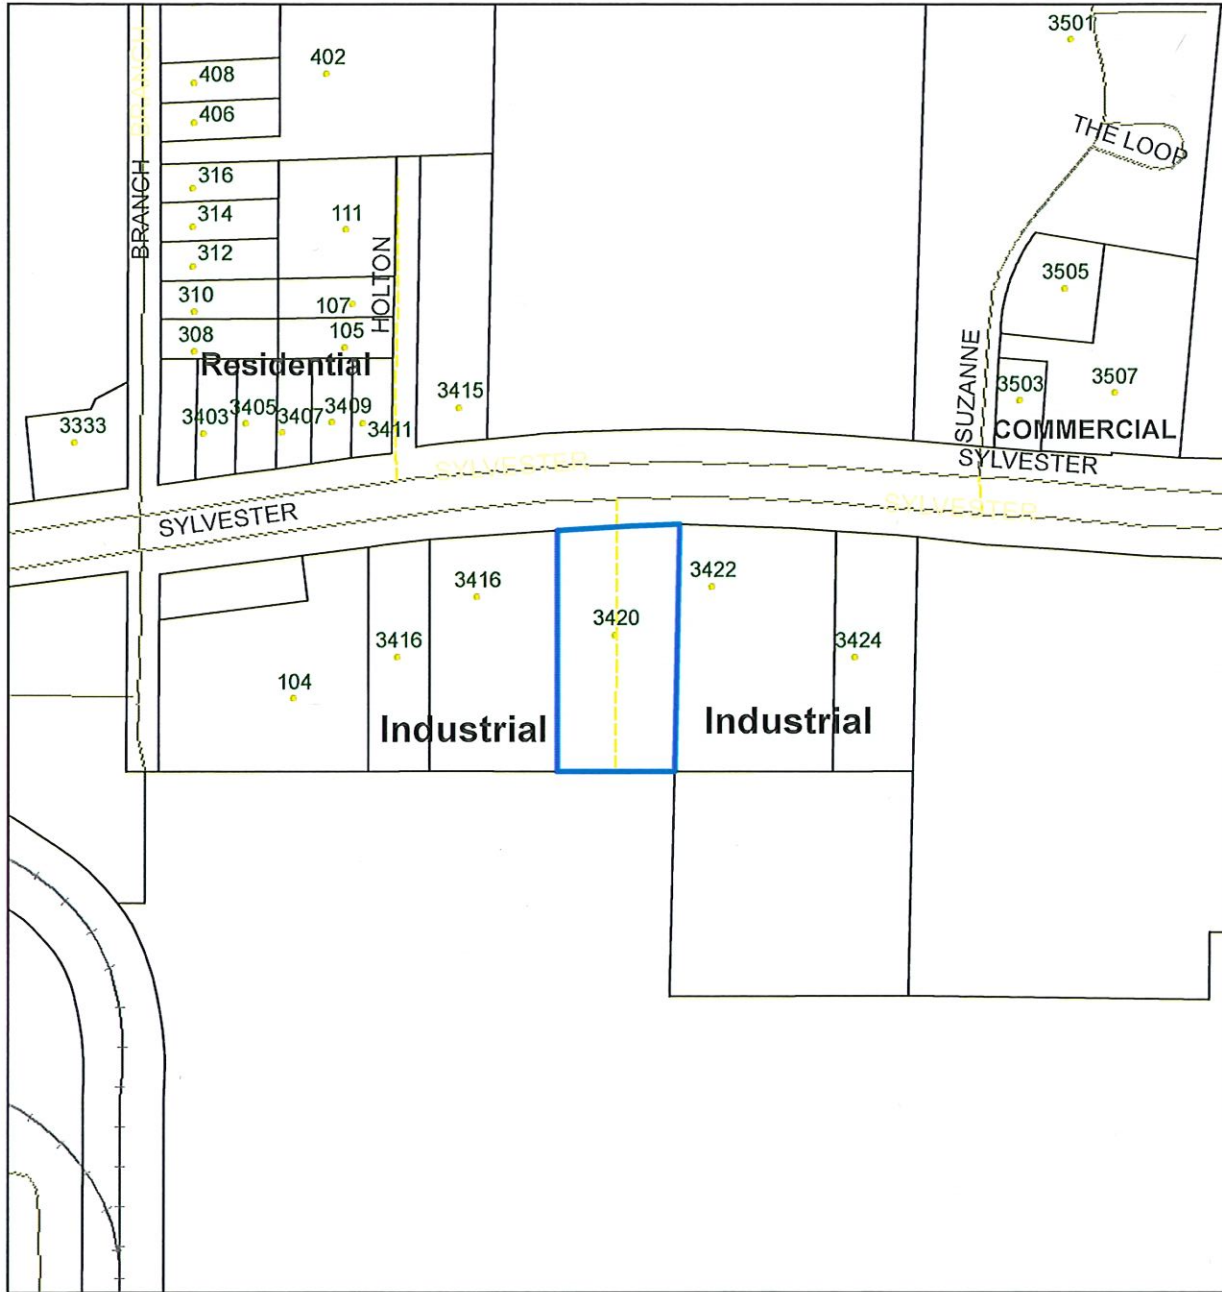 3501
402
408
BRANCH
406
THE LOOP
BRANCH
316
314
111
312
HOLTON
3505
310
107
308
105
Residential
SUZANNE
3503
3507
3415
3403
3405
3407
3409
3411
3333
COMMERCIAL
SYLVESTER
SYLVESTER
SYLVESTER
SYLVESTER
3416
3422
3420
3416
3424
104
Industrial
Industrial